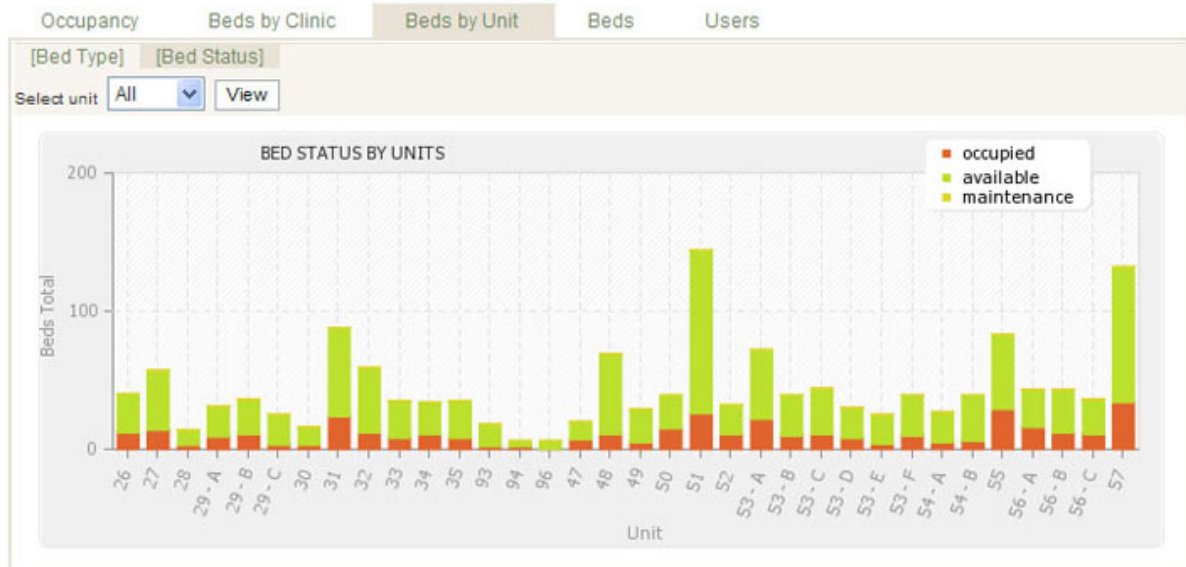 Occupancy Beds by Clinic Beds by Unit Beds Users
[Bed Type] [Bed Status]
Select unit All View
BED STATUS BY UNITS
occupied
available
maintenance
200
100
0
Beds Total
26 27 28 29 - A 29 - B 29 - C 30 31 32 33 34 35 93 94 96 47 48 49 50 51 52 53 - A 53 - B 53 - C 53 - D 53 - E 53 - F 54 - A 54 - B 55 56 - A 56 - B 56 - C 57
Unit